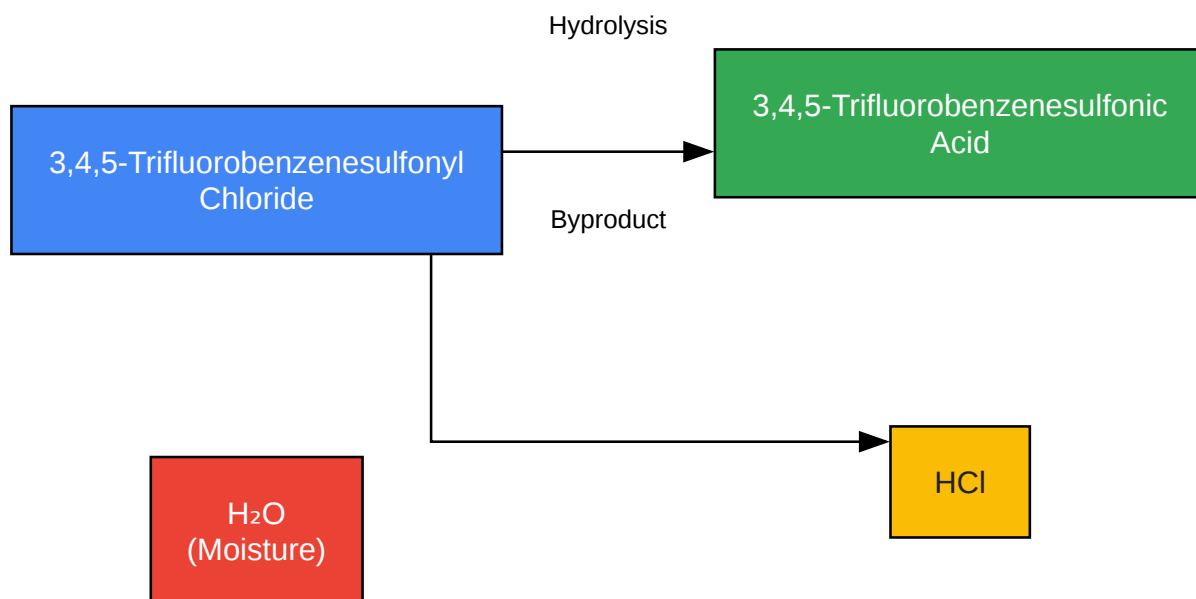 Hydrolysis
3,4,5-Trifluorobenzenesulfonic
Acid
3,4,5-Trifluorobenzenesulfonyl
Chloride
Byproduct
HCl
H₂O
(Moisture)